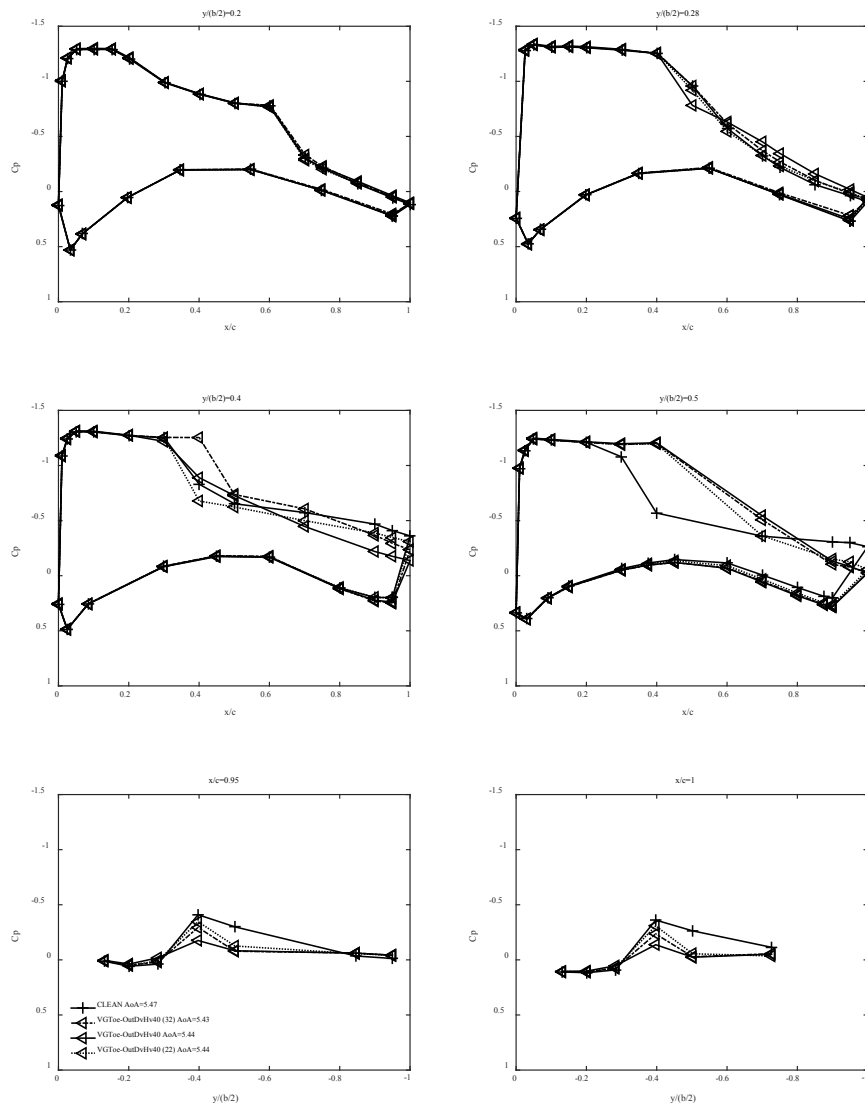 y/(b/2)=0.2
-1.5
-1
-0.5
0
0.5
1
Cp
0 0.2 0.4 0.6 0.8 1
x/c
y/(b/2)=0.28
-1.5
-1
-0.5
0
0.5
1
Cp
0 0.2 0.4 0.6 0.8 1
x/c
y/(b/2)=0.4
-1.5
-1
-0.5
0
0.5
1
Cp
0 0.2 0.4 0.6 0.8 1
x/c
y/(b/2)=0.5
-1.5
-1
-0.5
0
0.5
1
Cp
0 0.2 0.4 0.6 0.8 1
x/c
x/c=0.95
-1.5
-1
-0.5
0
0.5
1
Cp
CLEAN AoA=5.47
VGToe-OutDvHv40 (32) AoA=5.43
VGToe-OutDvHv40 AoA=5.44
VGToe-OutDvHv40 (22) AoA=5.44
0 -0.2 -0.4 -0.6 -0.8 -1
y/(b/2)
x/c=1
-1.5
-1
-0.5
0
0.5
1
Cp
0 -0.2 -0.4 -0.6 -0.8 -1
y/(b/2)